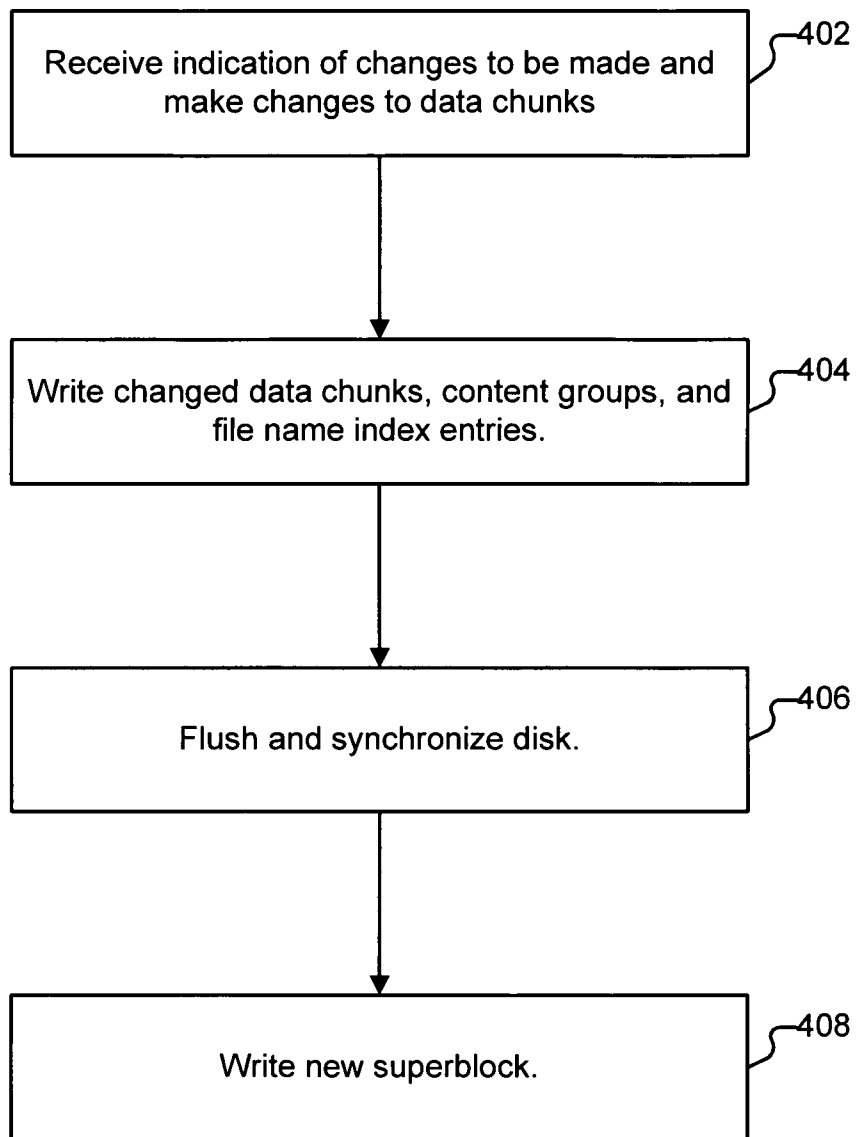 Receive indication of changes to be made and
make changes to data chunks
402
Write changed data chunks, content groups, and
file name index entries.
404
Flush and synchronize disk.
406
Write new superblock.
408